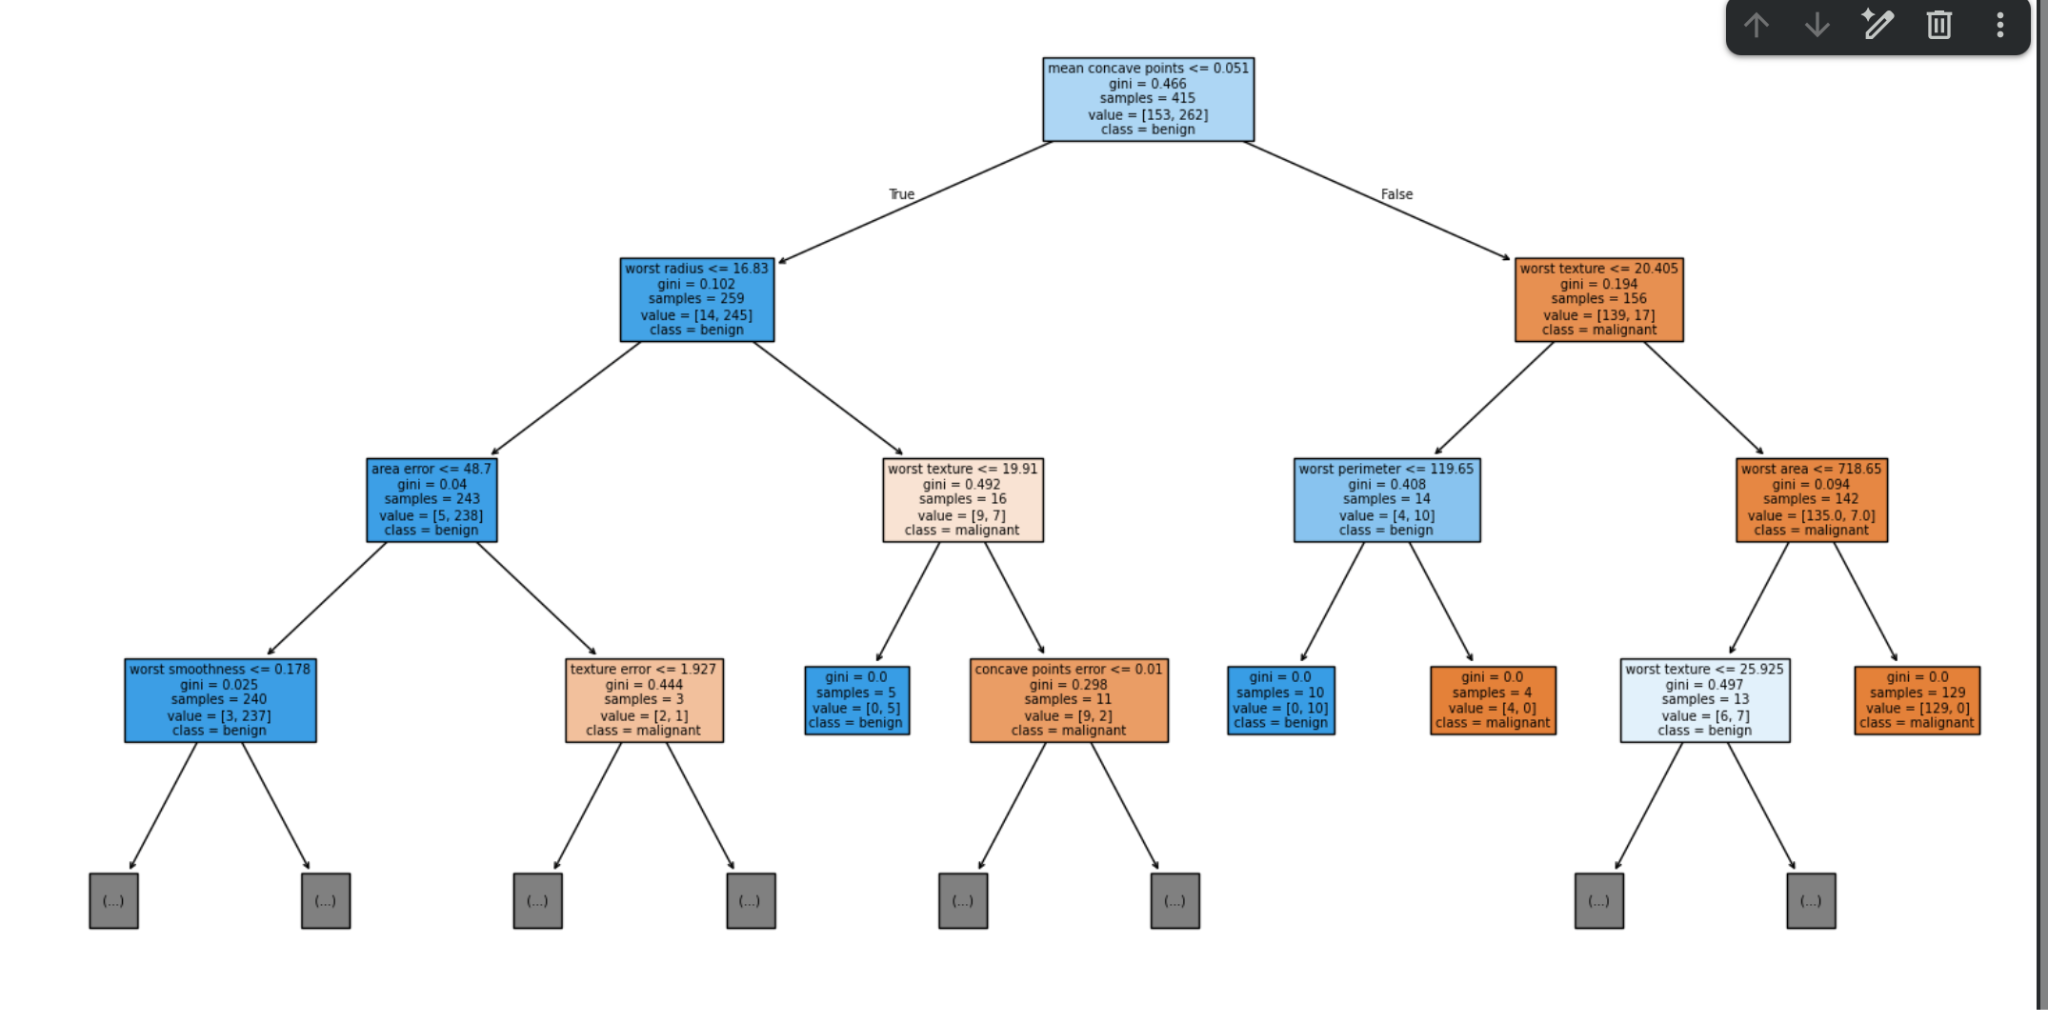 mean concave points <= 0.051
gini = 0.466
samples = 415
value = [153, 262]
class = benign
True
False
worst radius <= 16.83
gini = 0.102
samples = 259
value = [14, 245]
class = benign
worst texture <= 20.405
gini = 0.194
samples = 156
value = [139, 17]
class = malignant
area error <= 48.7
gini = 0.04
samples = 243
value = [5, 238]
class = benign
worst texture <= 19.91
gini = 0.492
samples = 16
value = [9, 7]
class = malignant
worst perimeter <= 119.65
gini = 0.408
samples = 14
value = [4, 10]
class = benign
worst area <= 718.65
gini = 0.094
samples = 142
value = [135.0, 7.0]
class = malignant
worst smoothness <= 0.178
gini = 0.025
samples = 240
value = [3, 237]
class = benign
texture error <= 1.927
gini = 0.444
samples = 3
value = [2, 1]
class = malignant
gini = 0.0
samples = 5
value = [0, 5]
class = benign
concave points error <= 0.01
gini = 0.298
samples = 11
value = [9, 2]
class = malignant
gini = 0.0
samples = 10
value = [0, 10]
class = benign
gini = 0.0
samples = 4
value = [4, 0]
class = malignant
worst texture <= 25.925
gini = 0.497
samples = 13
value = [6, 7]
class = benign
gini = 0.0
samples = 129
value = [129, 0]
class = malignant
(...)
(...)
(...)
(...)
(...)
(...)
(...)
(...)